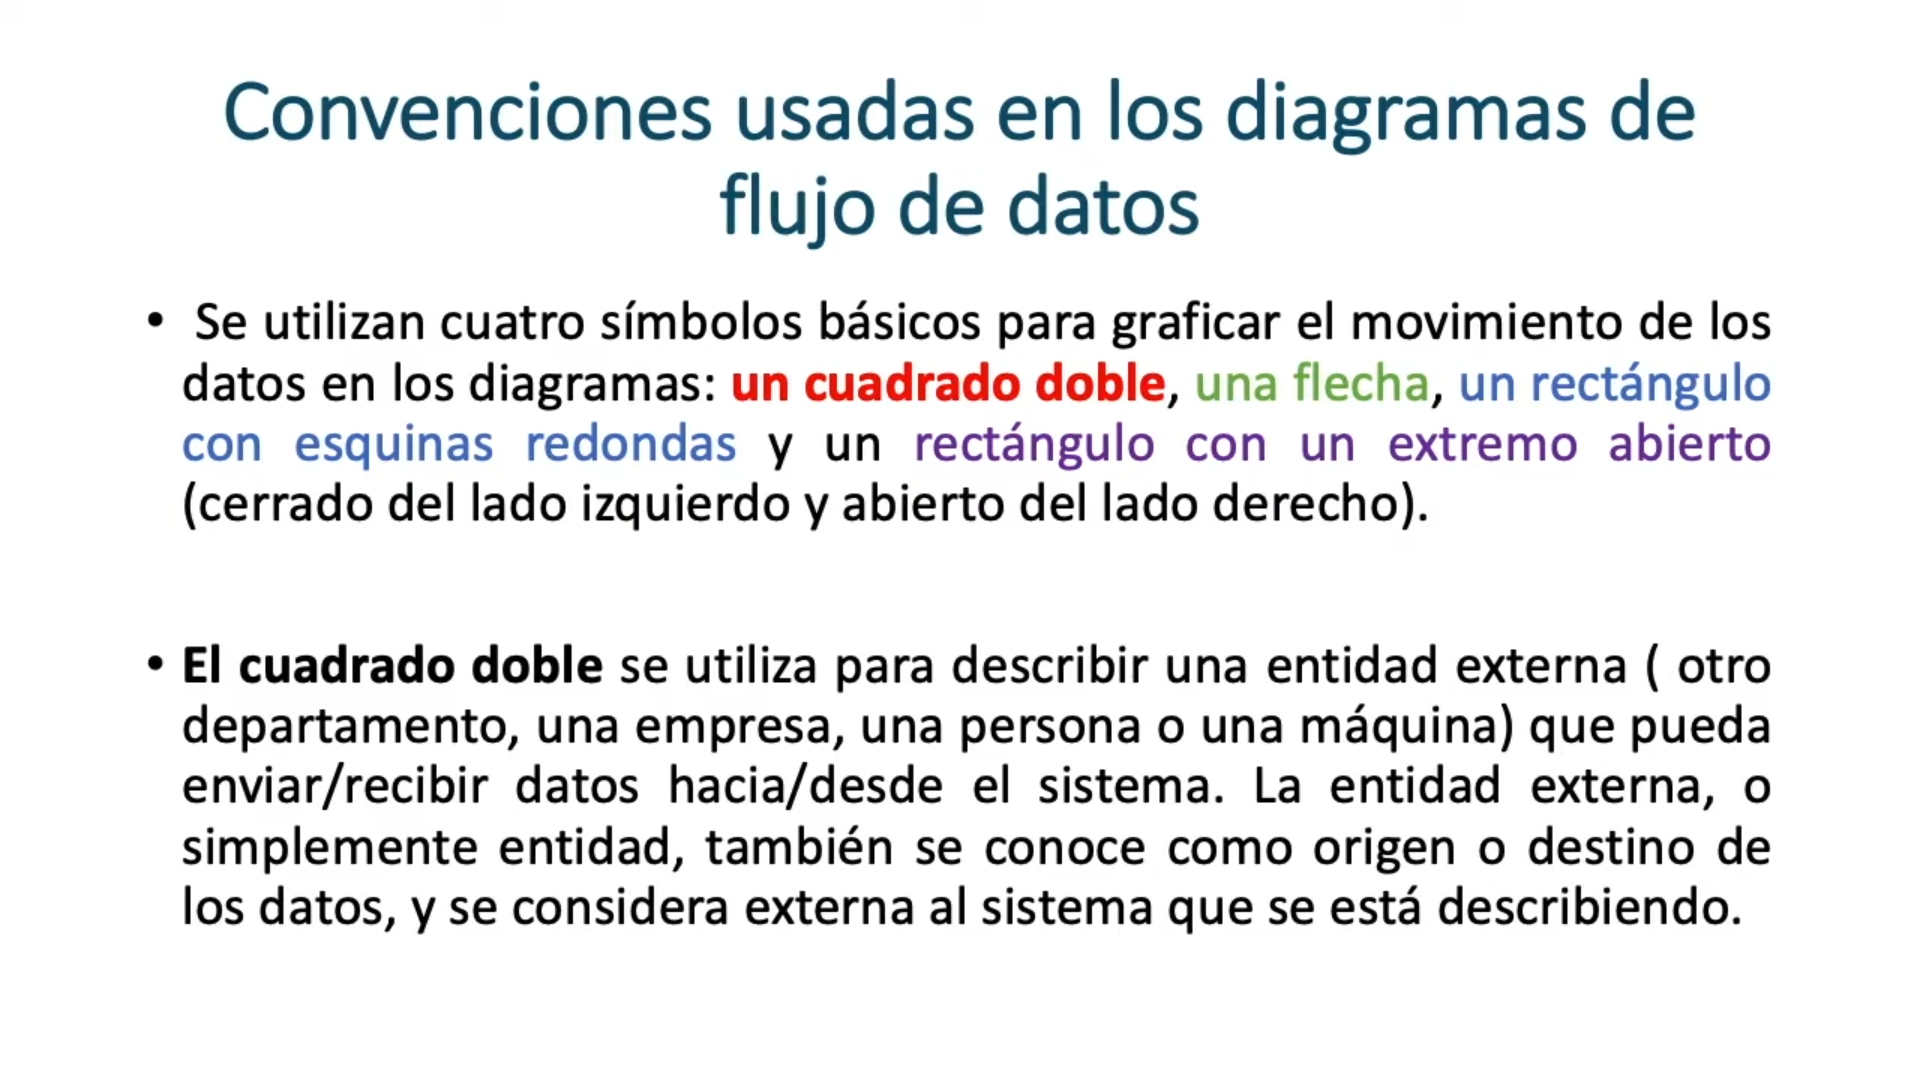 Convenciones usadas en los diagramas de
flujo de datos
• Se utilizan cuatro símbolos básicos para graficar el movimiento de los
datos en los diagramas: un cuadrado doble, una flecha, un rectángulo
con esquinas redondas y un rectángulo con un extremo abierto
(cerrado del lado izquierdo y abierto del lado derecho).
• El cuadrado doble se utiliza para describir una entidad externa ( otro
departamento, una empresa, una persona o una máquina) que pueda
enviar/recibir datos hacia/desde el sistema. La entidad externa, o
simplemente entidad, también se conoce como origen o destino de
los datos, y se considera externa al sistema que se está describiendo.